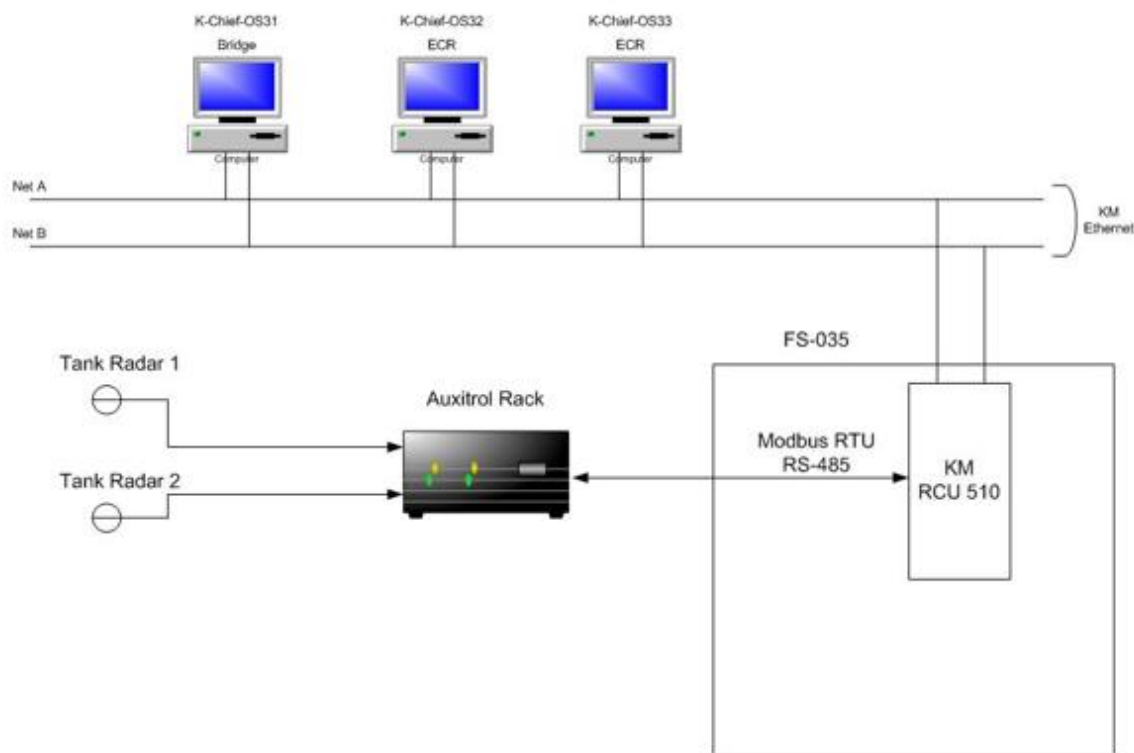 K-Chief-OS31
Bridge
K-Chief-OS32
ECR
K-Chief-OS33
ECR
Computer
Computer
Computer
Net A
Net B
KM
Ethernet
FS-035
Tank Radar 1
Auxitrol Rack
Modbus RTU
RS-485
KM
RCU 510
Tank Radar 2